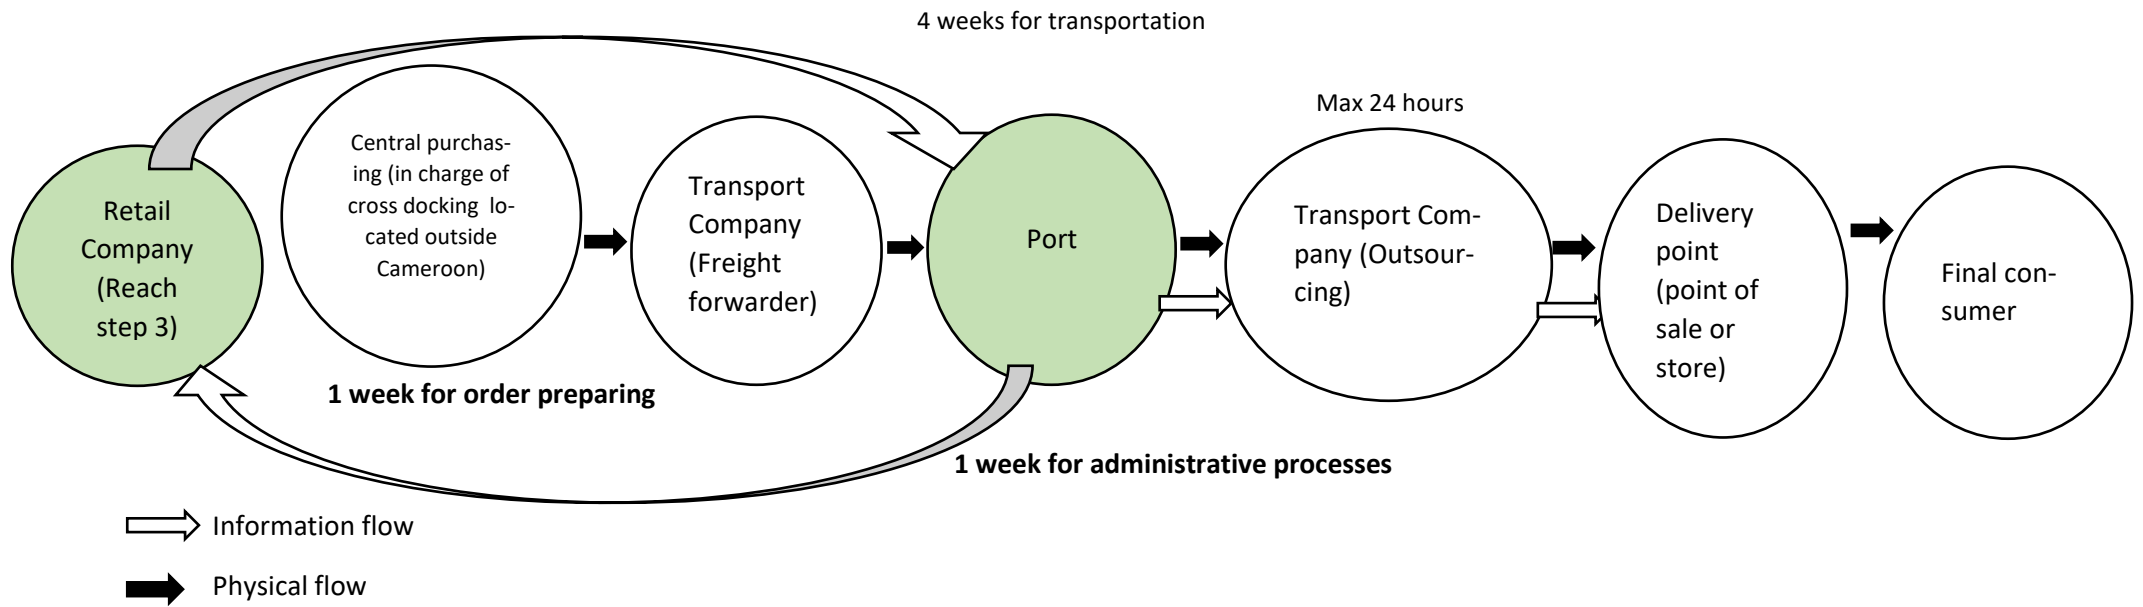 4 weeks for transportation
Max 24 hours
Retail
Company
(Reach
step 3)
Central purchas-
ing (in charge of
cross docking  lo-
cated outside
Cameroon)
Transport
Company
(Freight
forwarder)
Port
Transport Com-
pany (Outsour-
cing)
Delivery
point
(point of
sale or
store)
Final con-
sumer
1 week for order preparing
1 week for administrative processes
Information flow
Physical flow